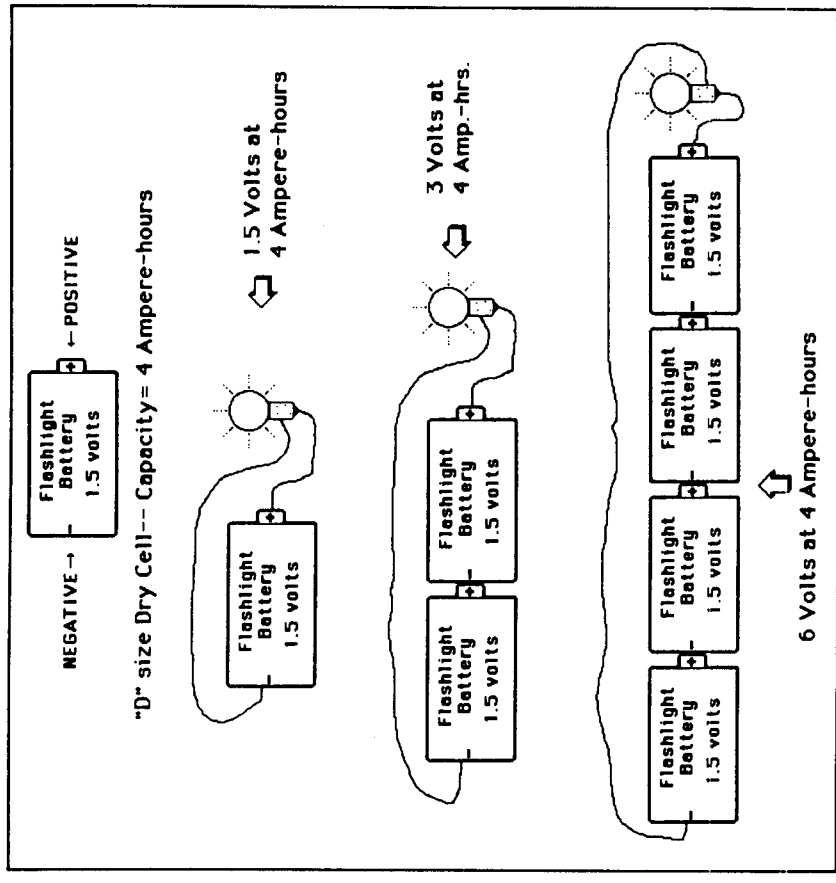 NEGATIVE→
Flashlight
Battery
1.5 volts
←POSITIVE
"D" size Dry Cell-- Capacity= 4 Ampere-hours
Flashlight
Battery
1.5 volts
1.5 Volts at
4 Ampere-hours
Flashlight
Battery
1.5 volts
Flashlight
Battery
1.5 volts
3 Volts at
4 Amp.-hrs.
Flashlight
Battery
1.5 volts
Flashlight
Battery
1.5 volts
Flashlight
Battery
1.5 volts
Flashlight
Battery
1.5 volts
6 Volts at 4 Ampere-hours